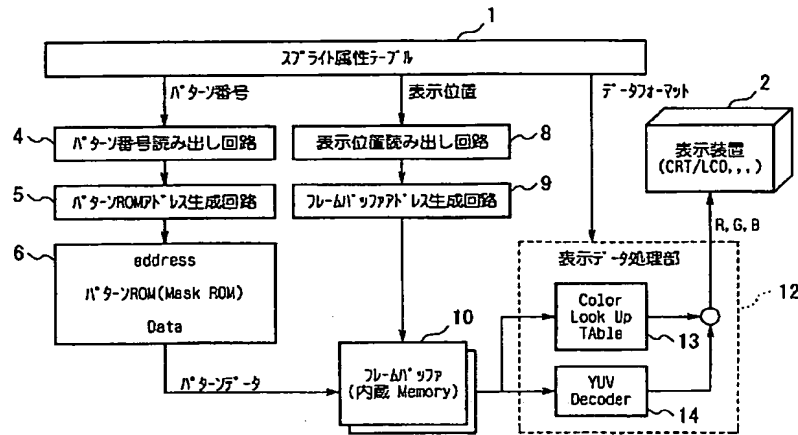 1
スプライト属性テーブル
パターン番号
表示位置
データフォーマット
2
4
パターン番号読み出し回路
表示位置読み出し回路
8
表示装置
(CRT/LCD,,,)
5
パターンROMアドレス生成回路
フレームバッファアドレス生成回路
9
R,G,B
6
address
パターンROM(Mask ROM)
Data
表示データ処理部
12
Color
Look Up
TAble
13
10
フレームバッファ
(内蔵 Memory)
パターンデータ
YUV
Decoder
14